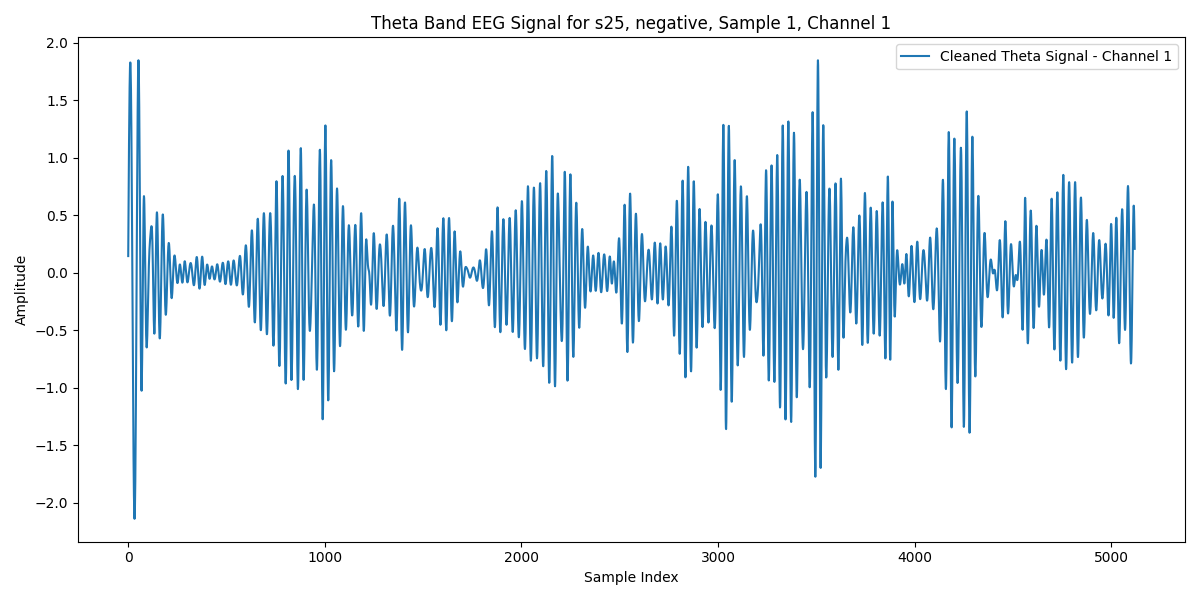 Theta Band EEG Signal for s25, negative, Sample 1, Channel 1
Cleaned Theta Signal - Channel 1
Amplitude
2.0
1.5
1.0
0.5
0.0
−0.5
−1.0
−1.5
−2.0
0 1000 2000 3000 4000 5000
Sample Index